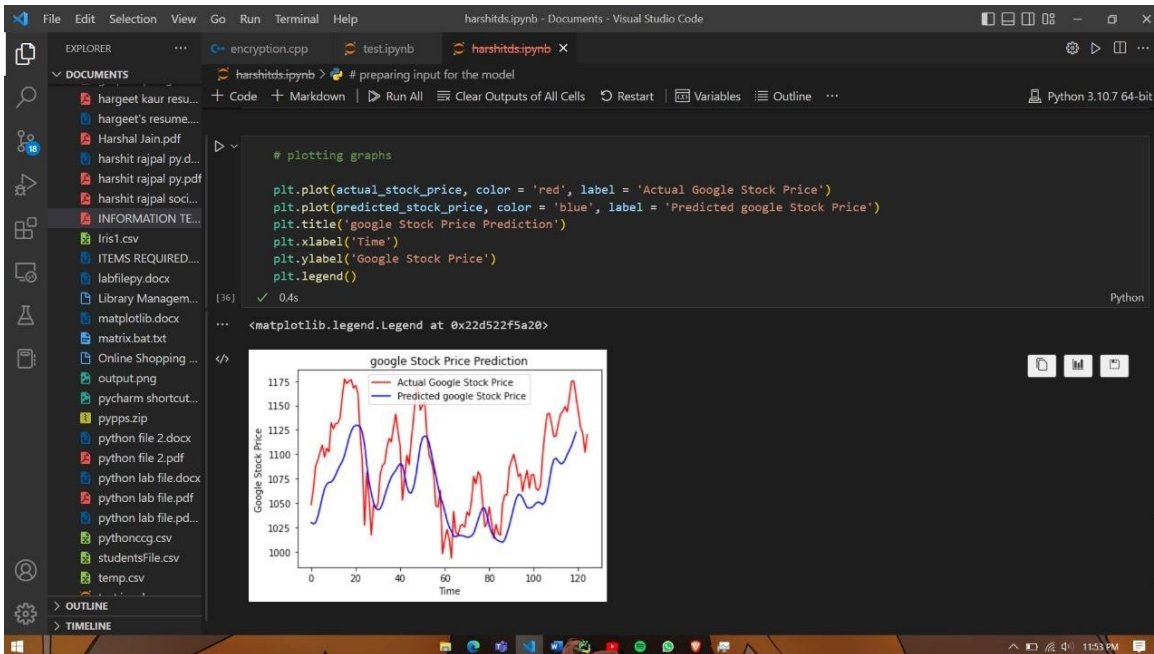 File Edit Selection View Go Run Terminal Help
harshitds.ipynb - Documents - Visual Studio Code
EXPLORER
encryption.cpp
test.ipynb
harshitds.ipynb
DOCUMENTS
harshitds.ipynb > # preparing input for the model
+ Code + Markdown | Run All Clear Outputs of All Cells Restart | Variables Outline ...
Python 3.10.7 64-bit
18
hargeet kaur resu...
hargeet's resume....
Harshal Jain.pdf
harshit rajpal py.d...
harshit rajpal py.pdf
harshit rajpal soci...
INFORMATION TE...
Iris1.csv
ITEMS REQUIRED....
labfilepy.docx
Library Managem...
matplotlib.docx
matrix.bat.txt
Online Shopping ...
output.png
pycharm shortcut...
pypps.zip
python file 2.docx
python file 2.pdf
python lab file.docx
python lab file.pdf
python lab file.pd...
pythonccg.csv
studentsFile.csv
temp.csv
OUTLINE
TIMELINE
# plotting graphs
plt.plot(actual_stock_price, color = 'red', label = 'Actual Google Stock Price')
plt.plot(predicted_stock_price, color = 'blue', label = 'Predicted google Stock Price')
plt.title('google Stock Price Prediction')
plt.xlabel('Time')
plt.ylabel('Google Stock Price')
plt.legend()
[36] ✓ 0.4s
Python
... <matplotlib.legend.Legend at 0x22d522f5a20>
google Stock Price Prediction
Actual Google Stock Price
Predicted google Stock Price
Google Stock Price
1175
1150
1125
1100
1075
1050
1025
1000
0 20 40 60 80 100 120
Time
11:53 PM